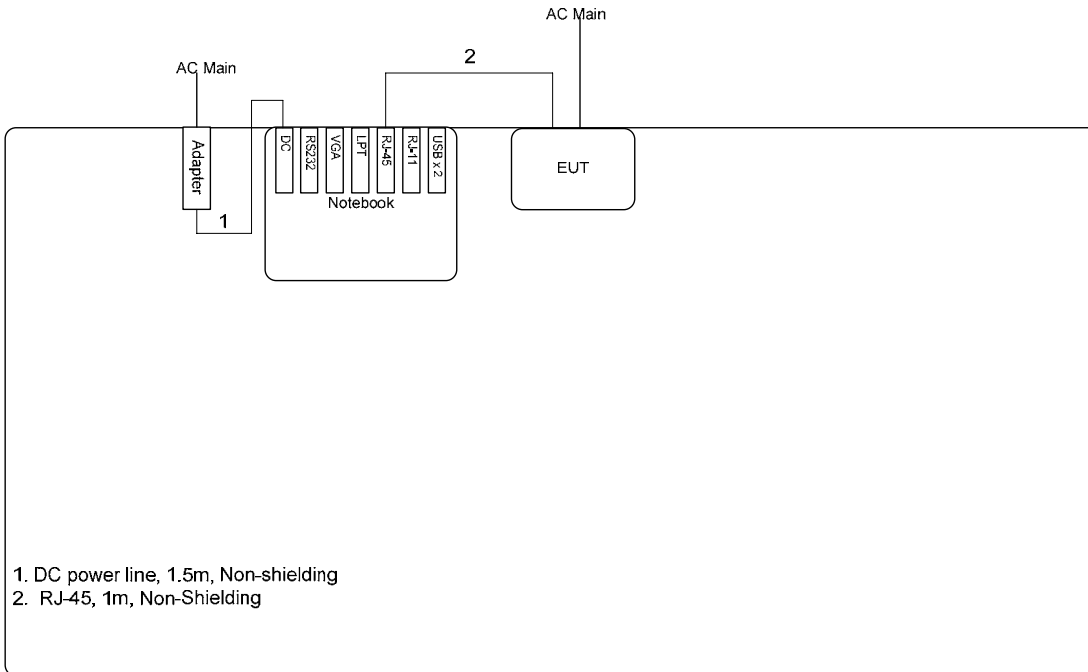 AC Main
2
AC Main
Adapter
DC
RS232
VGA
LPT
RJ-45
RJ-11
USB x 2
EUT
Notebook
1
1. DC power line, 1.5m, Non-shielding
2. RJ-45, 1m, Non-Shielding